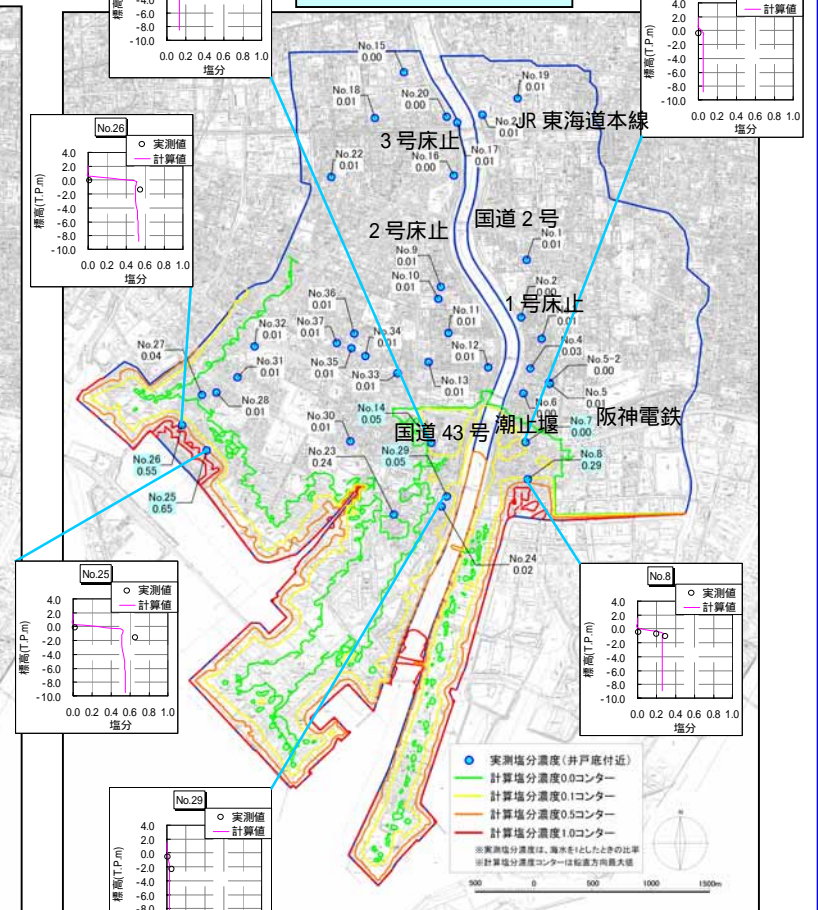 標高(T.P.m)
-4.0
-6.0
-8.0
-10.0
0.0 0.2 0.4 0.6 0.8 1.0
塩分
計算値
4.0
2.0
0.0
-2.0
-4.0
-6.0
-8.0
-10.0
標高(T.P.m)
0.0 0.2 0.4 0.6 0.8 1.0
塩分
No.26
実測値
計算値
4.0
2.0
0.0
-2.0
-4.0
-6.0
-8.0
-10.0
標高(T.P.m)
0.0 0.2 0.4 0.6 0.8 1.0
塩分
No.15
0.00
No.18
0.01
No.20
0.00
No.19
0.01
0.01
JR 東海道本線
3 号床止
No.17
0.01
No.16
0.00
No.22
0.01
2 号床止
国道 2 号
No.1
0.01
No.9
0.01
No.10
0.01
No.2
0.00
1 号床止
No.11
0.01
No.36
0.01
No.37
0.01
No.34
0.01
No.35
0.01
No.32
0.01
No.31
0.01
No.27
0.04
No.28
0.01
No.33
0.01
No.12
0.01
No.13
0.01
No.4
0.03
No.5-2
0.00
No.5
0.01
No.6
No.14
0.05
国道 43 号
潮止堰
阪神電鉄
No.7
0.00
No.30
0.01
No.29
0.05
No.23
0.24
No.8
0.29
No.26
0.55
No.25
0.65
No.24
0.02
No.25
実測値
計算値
4.0
2.0
0.0
-2.0
-4.0
-6.0
-8.0
-10.0
標高(T.P.m)
0.0 0.2 0.4 0.6 0.8 1.0
塩分
No.8
実測値
計算値
4.0
2.0
0.0
-2.0
-4.0
-6.0
-8.0
-10.0
標高(T.P.m)
0.0 0.2 0.4 0.6 0.8 1.0
塩分
No.29
実測値
計算値
4.0
2.0
0.0
-2.0
-4.0
-6.0
-8.0
標高(T.P.m)
実測塩分濃度(井戸底付近)
計算塩分濃度0.0コンター
計算塩分濃度0.1コンター
計算塩分濃度0.5コンター
計算塩分濃度1.0コンター
※実測塩分濃度は、海水を1としたときの比率
※計算塩分濃度コンターは鉛直方向最大値
N
500 0 500 1000 1500m